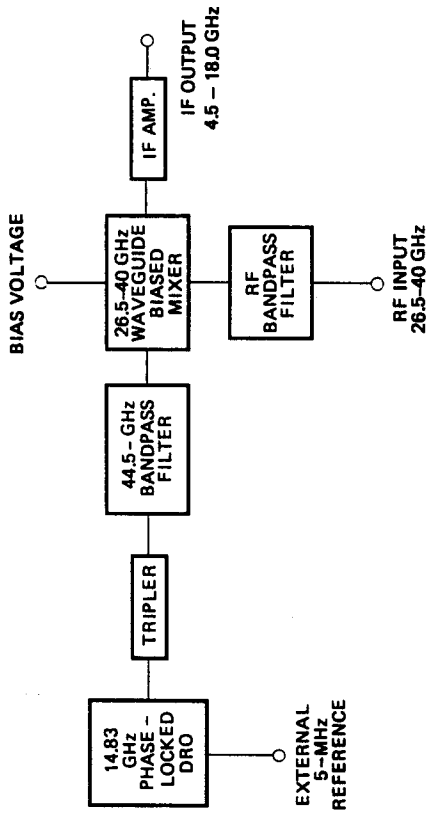 14.83
GHz
PHASE-
LOCKED
DRO
EXTERNAL
5-MHz
REFERENCE
TRIPLER
44.5-GHz
BANDPASS
FILTER
BIAS VOLTAGE
26.5-40 GHz
WAVEGUIDE
BIASED
MIXER
RF
BANDPASS
FILTER
RF INPUT
26.5-40 GHz
IF AMP.
IF OUTPUT
4.5 – 18.0 GHz